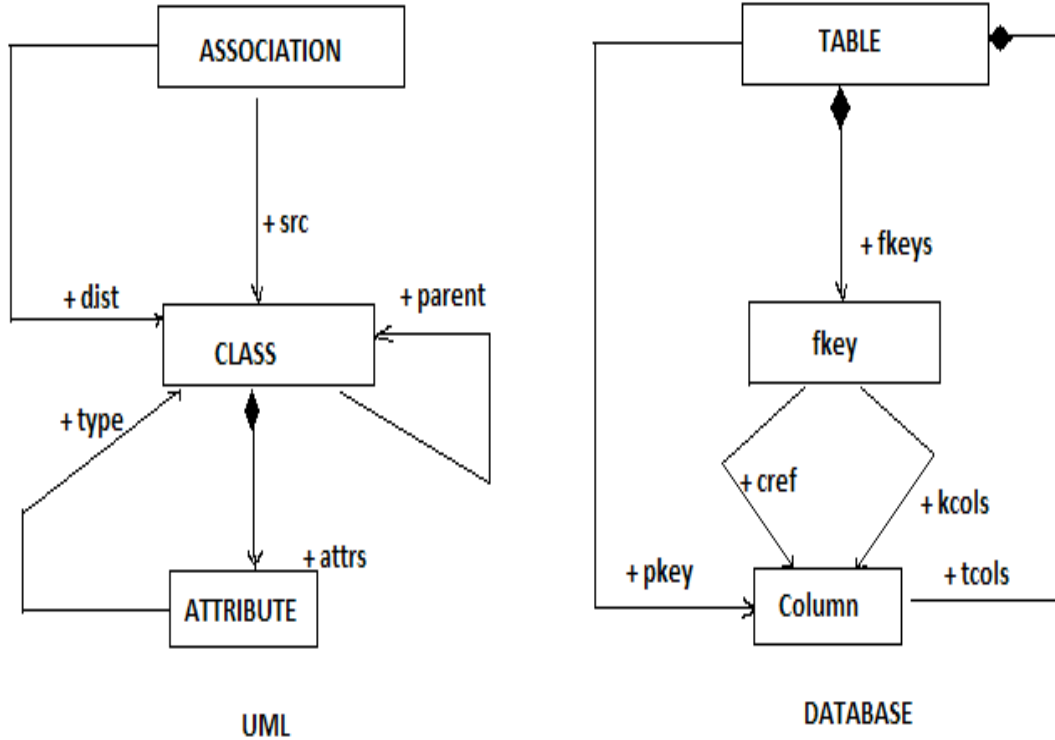 ASSOCIATION
+ src
+ dist
+ parent
CLASS
+ type
+ attrs
ATTRIBUTE
UML
TABLE
+ fkeys
fkey
+ cref
+ kcols
+ pkey
+ tcols
Column
DATABASE